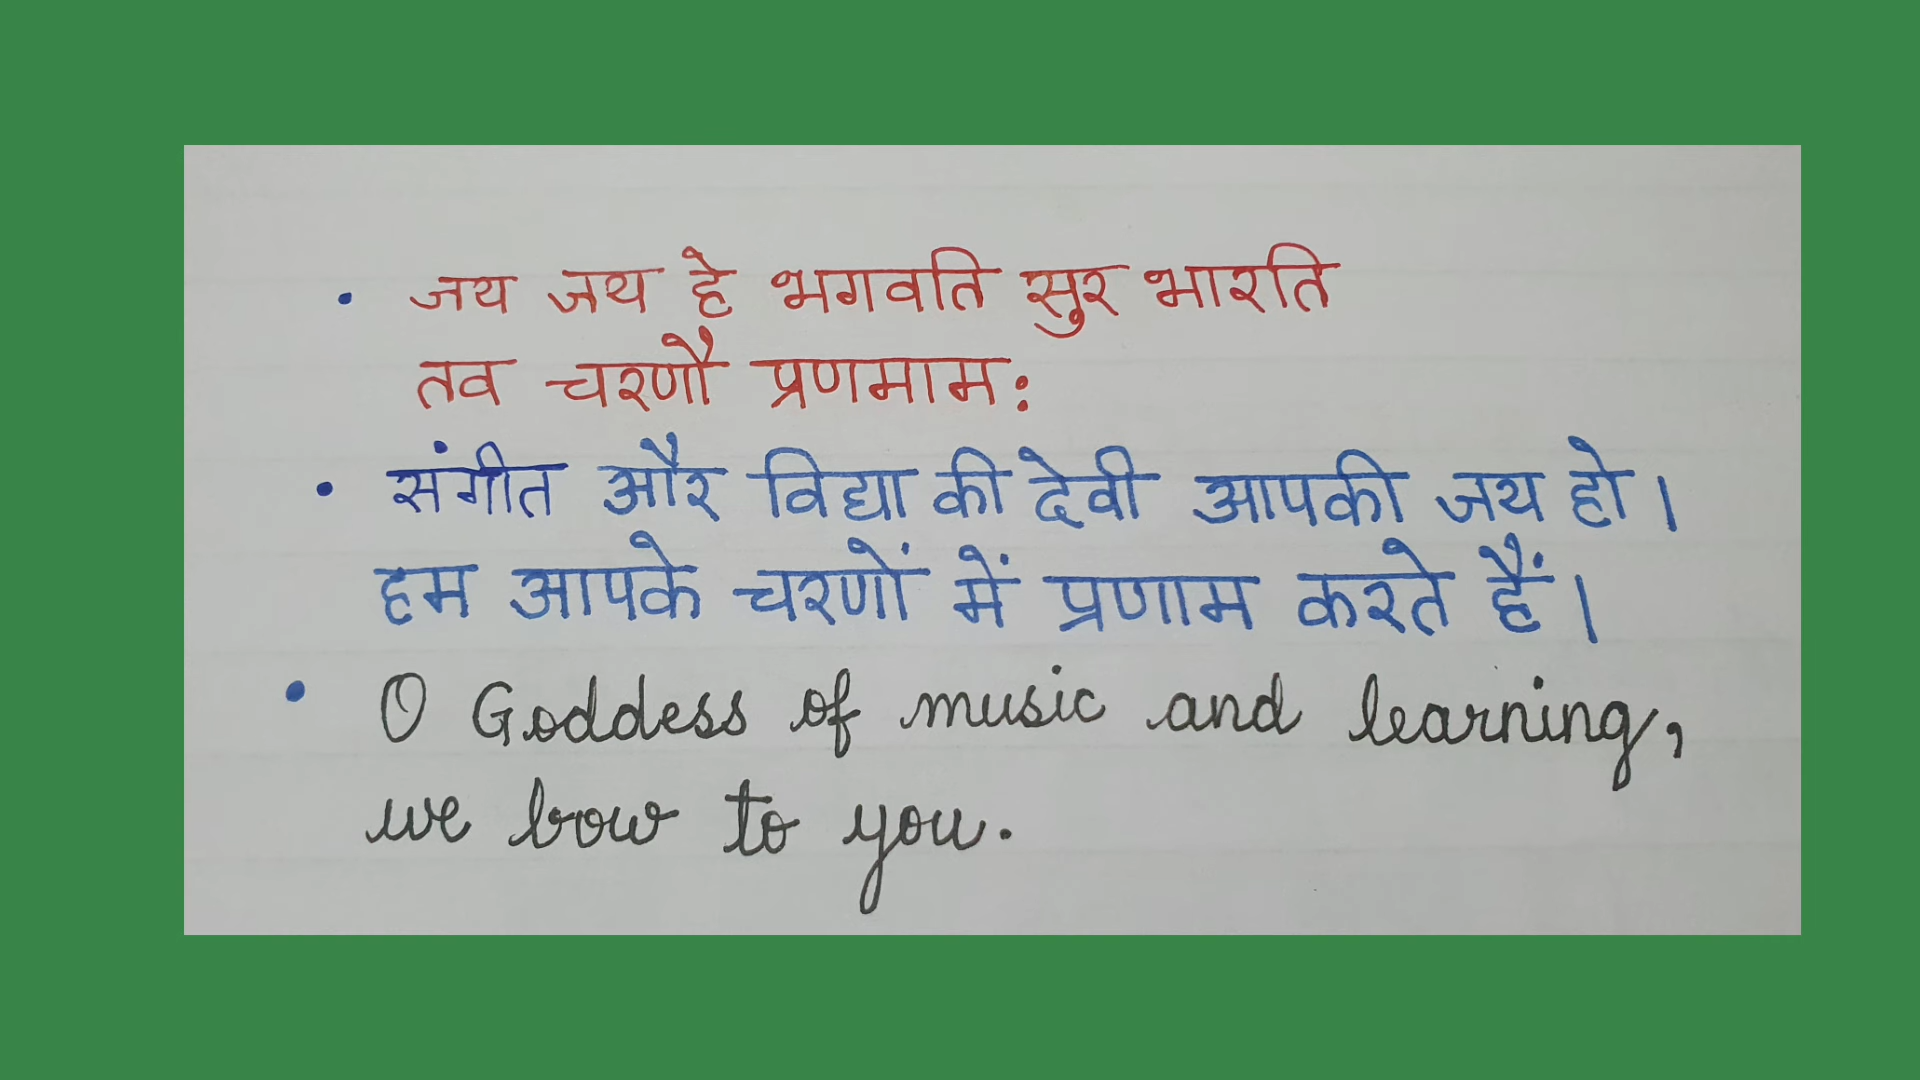 • जय जय हे भगवति सुर भारति
तव चरणौ प्रणमामः
• संगीत और विद्या की देवी आपकी जय हो।
हम आपके चरणों में प्रणाम करते हैं।
• O Goddess of music and learning,
we bow to you.